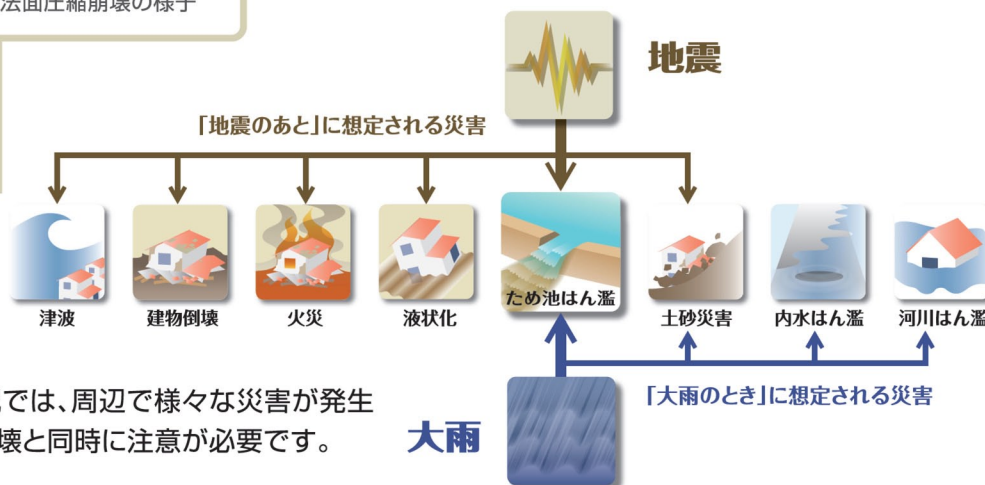 法面圧縮崩壊の様子
地震
「地震のあと」に想定される災害
津波
建物倒壊
火災
液状化
ため池はん濫
土砂災害
内水はん濫
河川はん濫
「大雨のとき」に想定される災害
では、周辺で様々な災害が発生
壊と同時に注意が必要です。
大雨